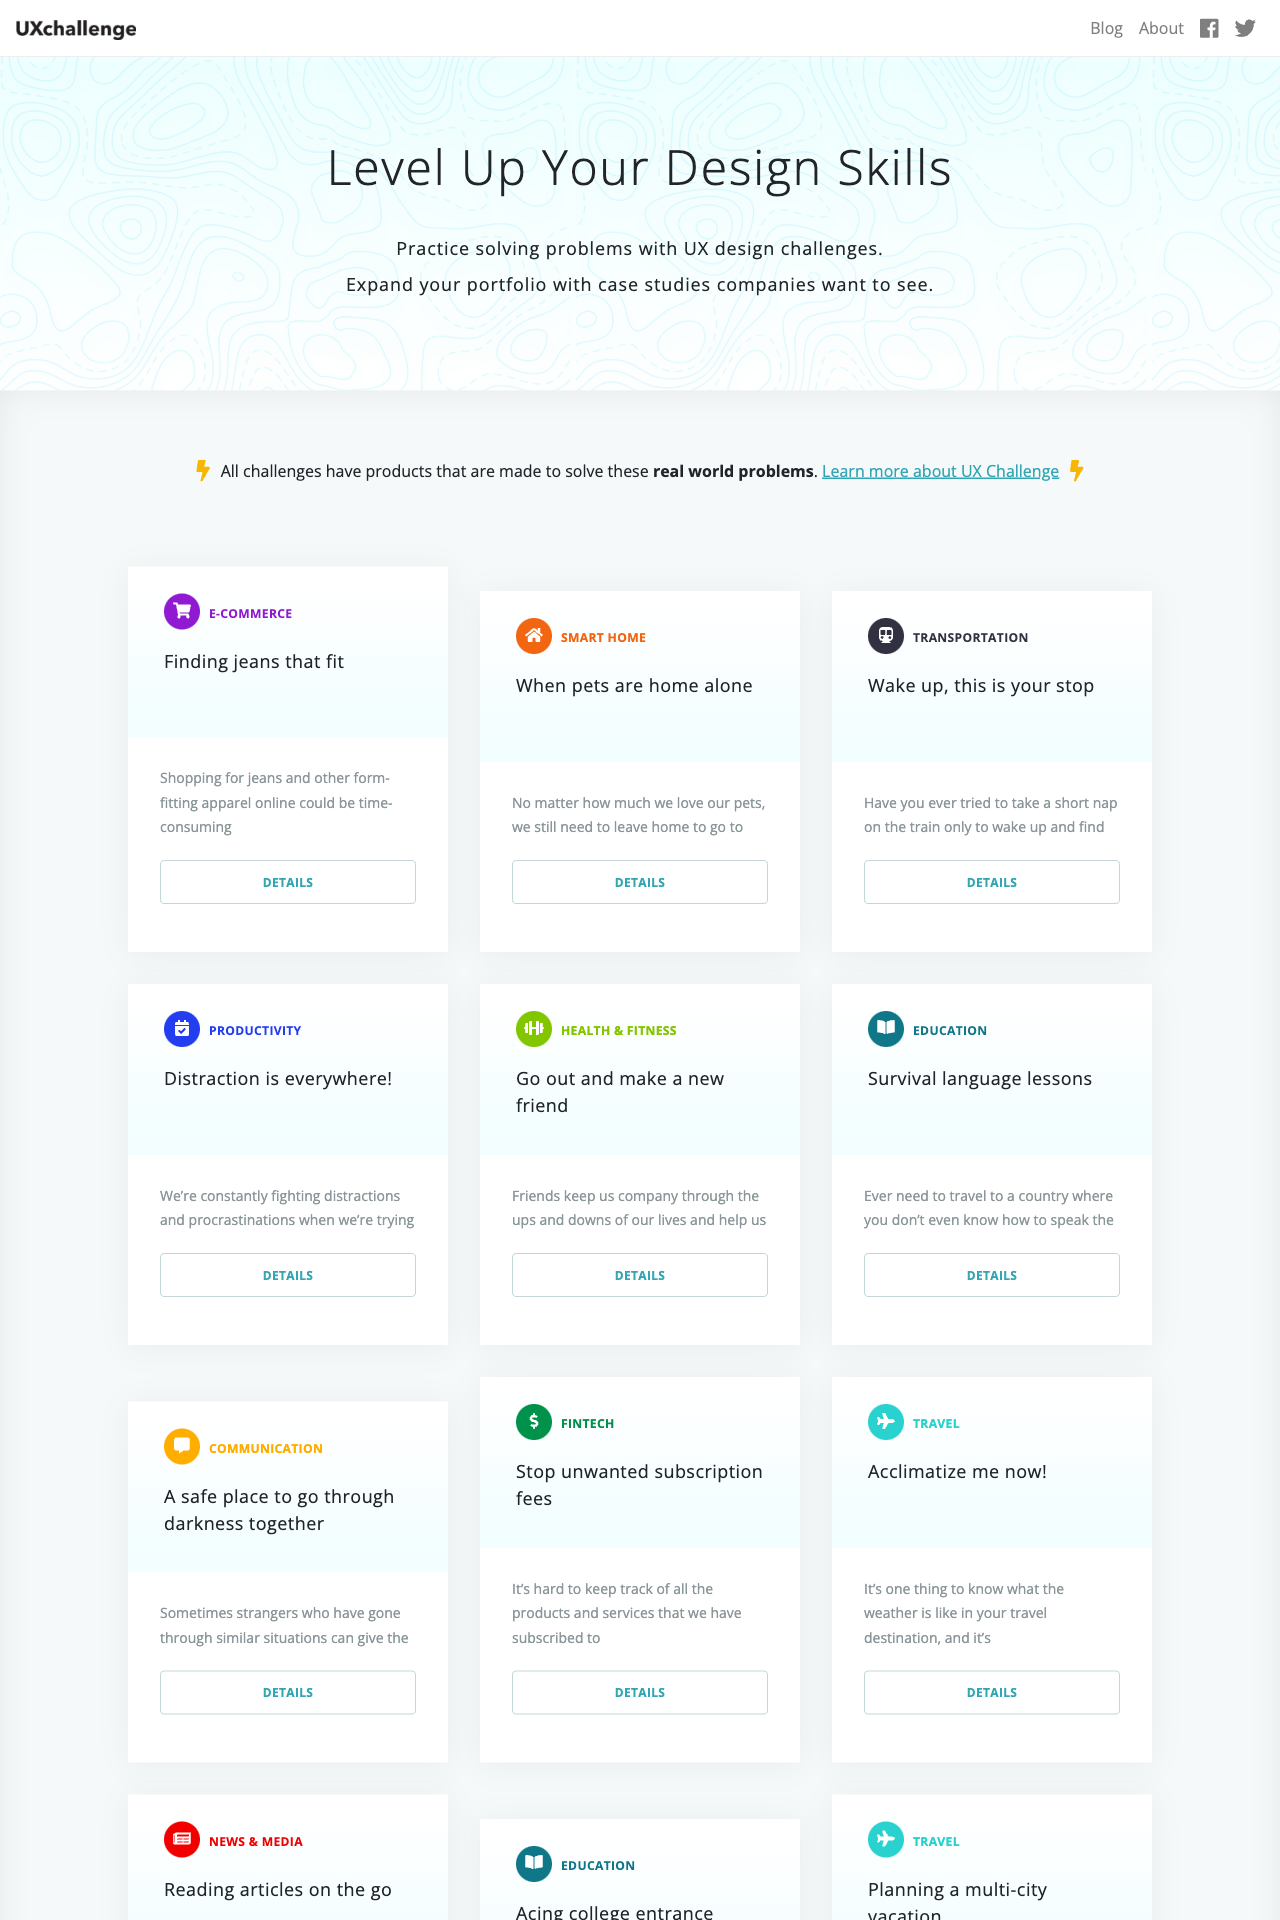 UXchallenge
Blog About
Level Up Your Design Skills
Practice solving problems with UX design challenges.
Expand your portfolio with case studies companies want to see.
All challenges have products that are made to solve these real world problems. Learn more about UX Challenge
E-COMMERCE
Finding jeans that fit
Shopping for jeans and other form-
fitting apparel online could be time-
consuming
DETAILS
SMART HOME
When pets are home alone
No matter how much we love our pets,
we still need to leave home to go to
DETAILS
TRANSPORTATION
Wake up, this is your stop
Have you ever tried to take a short nap
on the train only to wake up and find
DETAILS
PRODUCTIVITY
Distraction is everywhere!
We’re constantly fighting distractions
and procrastinations when we’re trying
DETAILS
HEALTH & FITNESS
Go out and make a new
friend
Friends keep us company through the
ups and downs of our lives and help us
DETAILS
EDUCATION
Survival language lessons
Ever need to travel to a country where
you don’t even know how to speak the
DETAILS
COMMUNICATION
A safe place to go through
darkness together
Sometimes strangers who have gone
through similar situations can give the
DETAILS
FINTECH
Stop unwanted subscription
fees
It’s hard to keep track of all the
products and services that we have
subscribed to
DETAILS
TRAVEL
Acclimatize me now!
It’s one thing to know what the
weather is like in your travel
destination, and it’s
DETAILS
NEWS & MEDIA
Reading articles on the go
EDUCATION
Acing college entrance
TRAVEL
Planning a multi-city
vacation